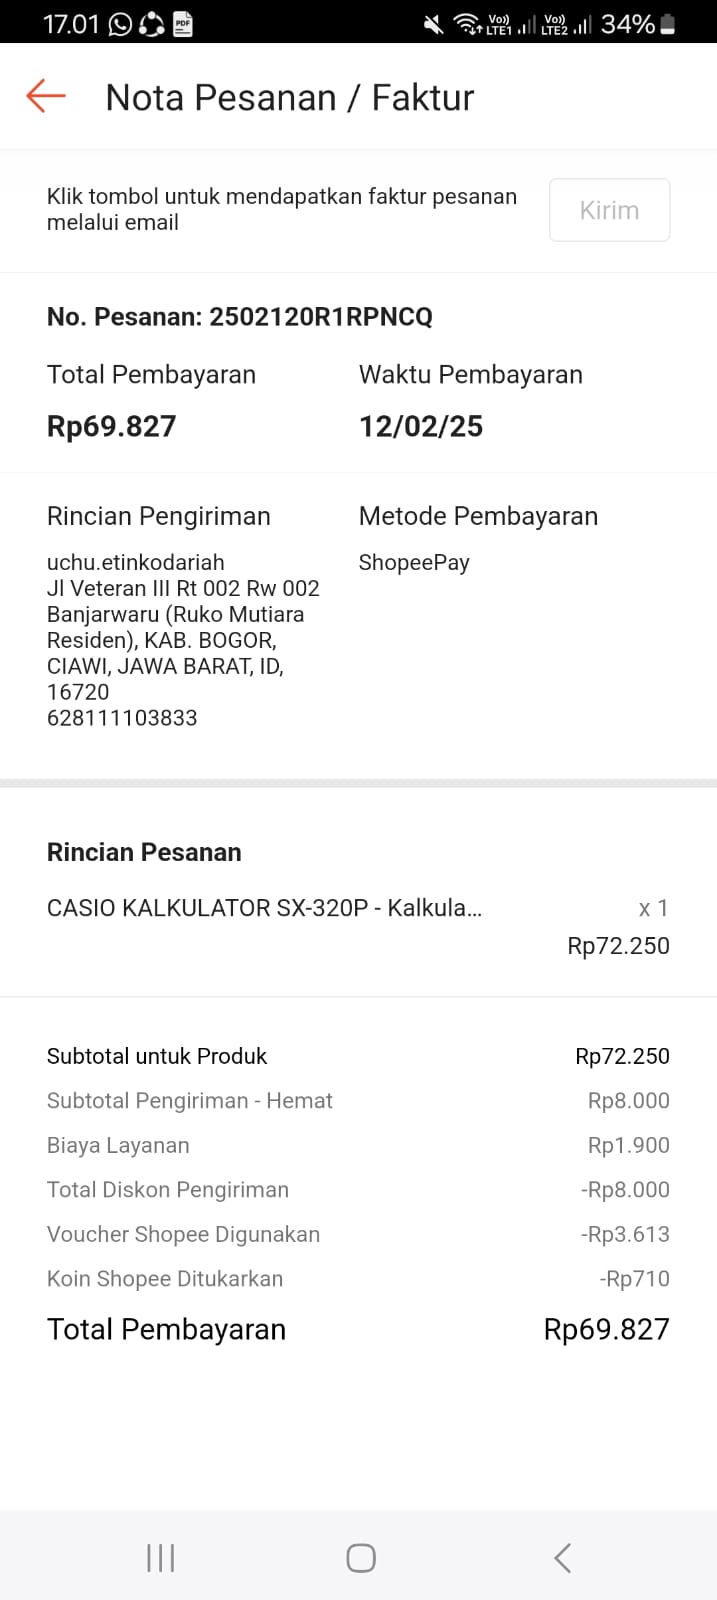 17.01 PDF Vo)) LTE1 Vo)) LTE2 34%
Nota Pesanan / Faktur
Klik tombol untuk mendapatkan faktur pesanan
melalui email
Kirim
No. Pesanan: 2502120R1RPNCQ
Total Pembayaran
Rp69.827
Waktu Pembayaran
12/02/25
Rincian Pengiriman
uchu.etinkodariah
Jl Veteran III Rt 002 Rw 002
Banjarwaru (Ruko Mutiara
Residen), KAB. BOGOR,
CIAWI, JAWA BARAT, ID,
16720
628111103833
Metode Pembayaran
ShopeePay
Rincian Pesanan
CASIO KALKULATOR SX-320P - Kalkula... x 1
Rp72.250
Subtotal untuk Produk Rp72.250
Subtotal Pengiriman - Hemat Rp8.000
Biaya Layanan Rp1.900
Total Diskon Pengiriman -Rp8.000
Voucher Shopee Digunakan -Rp3.613
Koin Shopee Ditukarkan -Rp710
Total Pembayaran Rp69.827